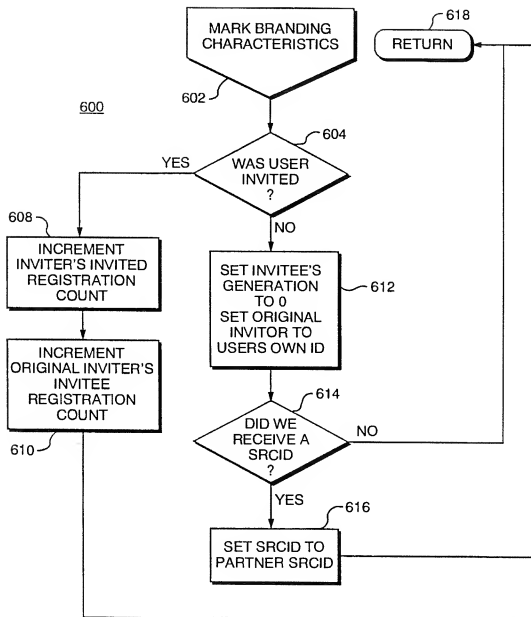 MARK BRANDING
CHARACTERISTICS
602
618
RETURN
600
604
WAS USER
INVITED
?
YES
NO
608
INCREMENT
INVITER'S INVITED
REGISTRATION
COUNT
INCREMENT
ORIGINAL INVITER'S
INVITEE
REGISTRATION
COUNT
610
SET INVITEE'S
GENERATION
TO 0
SET ORIGINAL
INVITOR TO
USERS OWN ID
612
614
DID WE
RECEIVE A
SRCID
?
NO
YES
616
SET SRCID TO
PARTNER SRCID